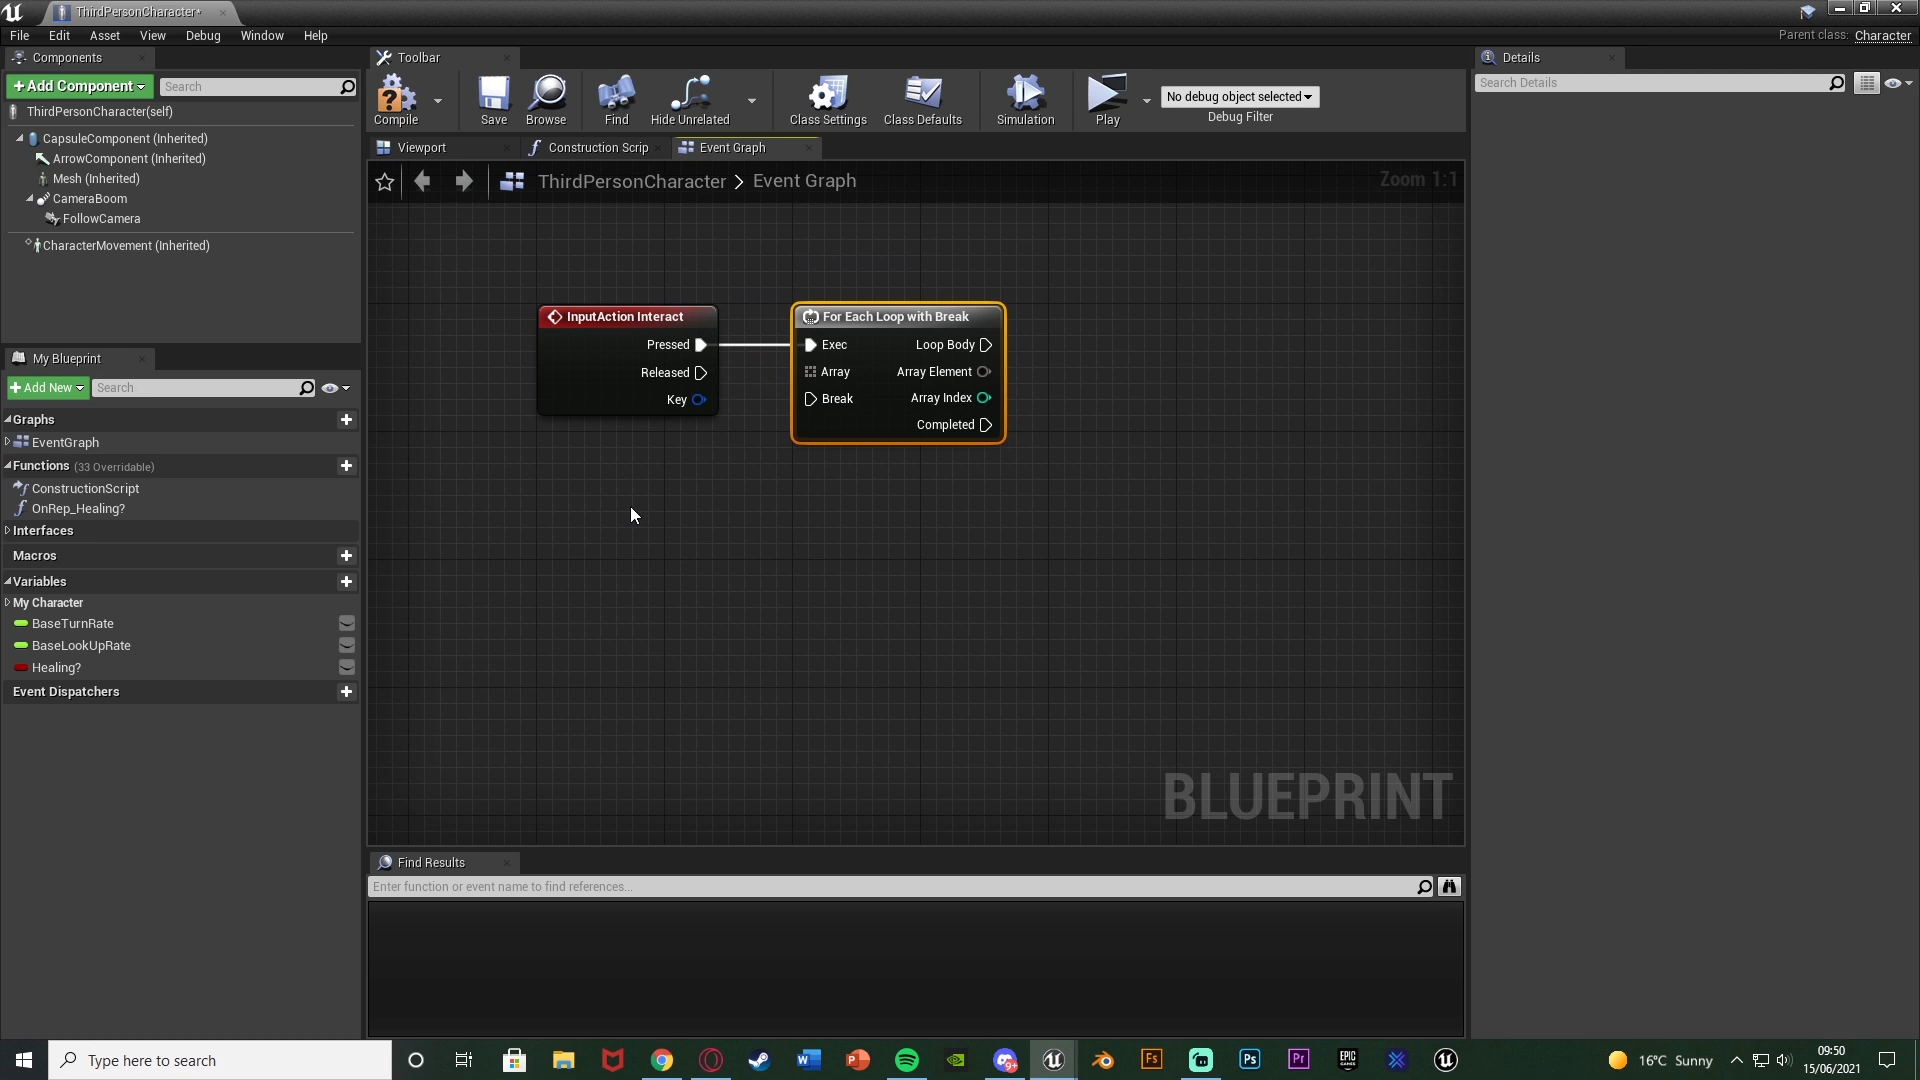 ThirdPersonCharacter*
File Edit Asset View Debug Window Help
Parent class: Character
Components
+ Add Component
Search
ThirdPersonCharacter(self)
CapsuleComponent (Inherited)
ArrowComponent (Inherited)
Mesh (Inherited)
CameraBoom
FollowCamera
CharacterMovement (Inherited)
My Blueprint
+ Add New
Search
Graphs
EventGraph
Functions (33 Overridable)
ConstructionScript
OnRep_Healing?
Interfaces
Macros
Variables
My Character
BaseTurnRate
BaseLookUpRate
Healing?
Event Dispatchers
Toolbar
Compile Save Browse Find Hide Unrelated Class Settings Class Defaults Simulation Play
No debug object selected
Debug Filter
Viewport Construction Scrip Event Graph
ThirdPersonCharacter > Event Graph
Zoom 1:1
InputAction Interact
Pressed
Released
Key
For Each Loop with Break
Exec Loop Body
Array Array Element
Break Array Index
Completed
BLUEPRINT
Find Results
Enter function or event name to find references...
Details
Search Details
Type here to search
9+
Fs
Ps
Pr
EPIC GAMES
16°C Sunny
09:50
15/06/2021